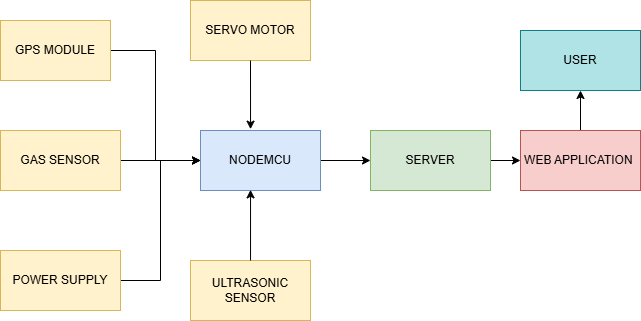 SERVO MOTOR
GPS MODULE
USER
GAS SENSOR
NODEMCU
SERVER
WEB APPLICATION
POWER SUPPLY
ULTRASONIC
SENSOR